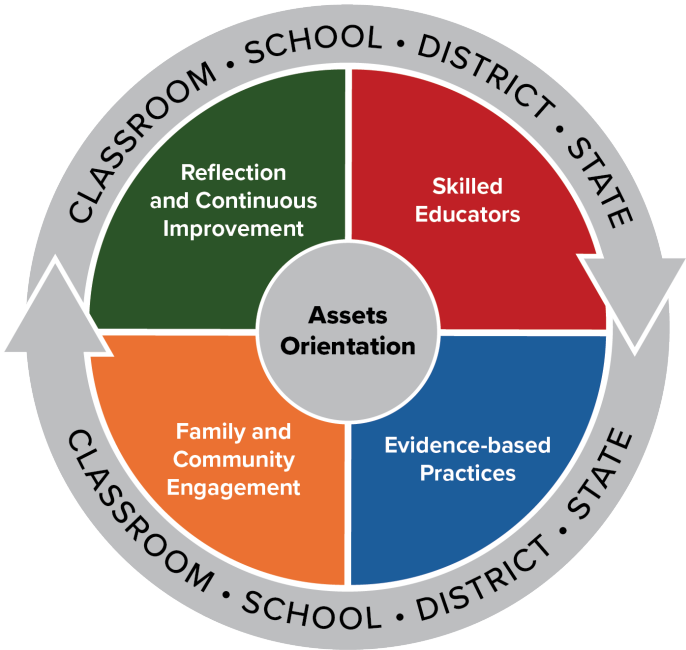 CLASSROOM • SCHOOL • DISTRICT • STATE
Reflection
and Continuous
Improvement
Skilled
Educators
Assets
Orientation
Family and
Community
Engagement
Evidence-based
Practices
CLASSROOM • SCHOOL • DISTRICT • STATE